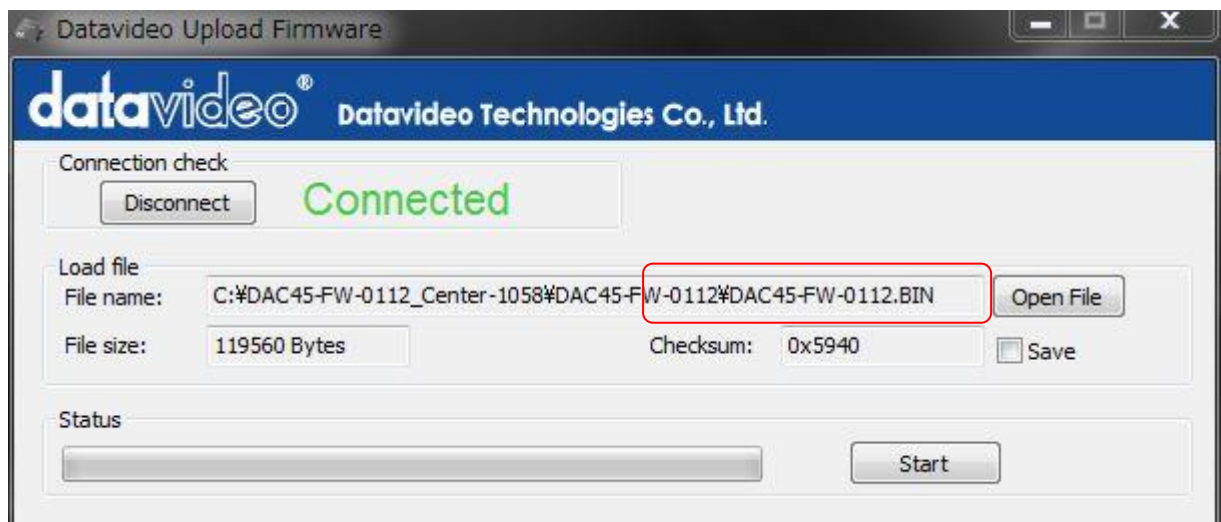 Datavideo Upload Firmware
datavideo® Datavideo Technologies Co., Ltd.
Connection check
Disconnect Connected
Load file
File name: C:¥DAC45-FW-0112_Center-1058¥DAC45-FW-0112¥DAC45-FW-0112.BIN Open File
File size: 119560 Bytes Checksum: 0x5940 Save
Status
Start